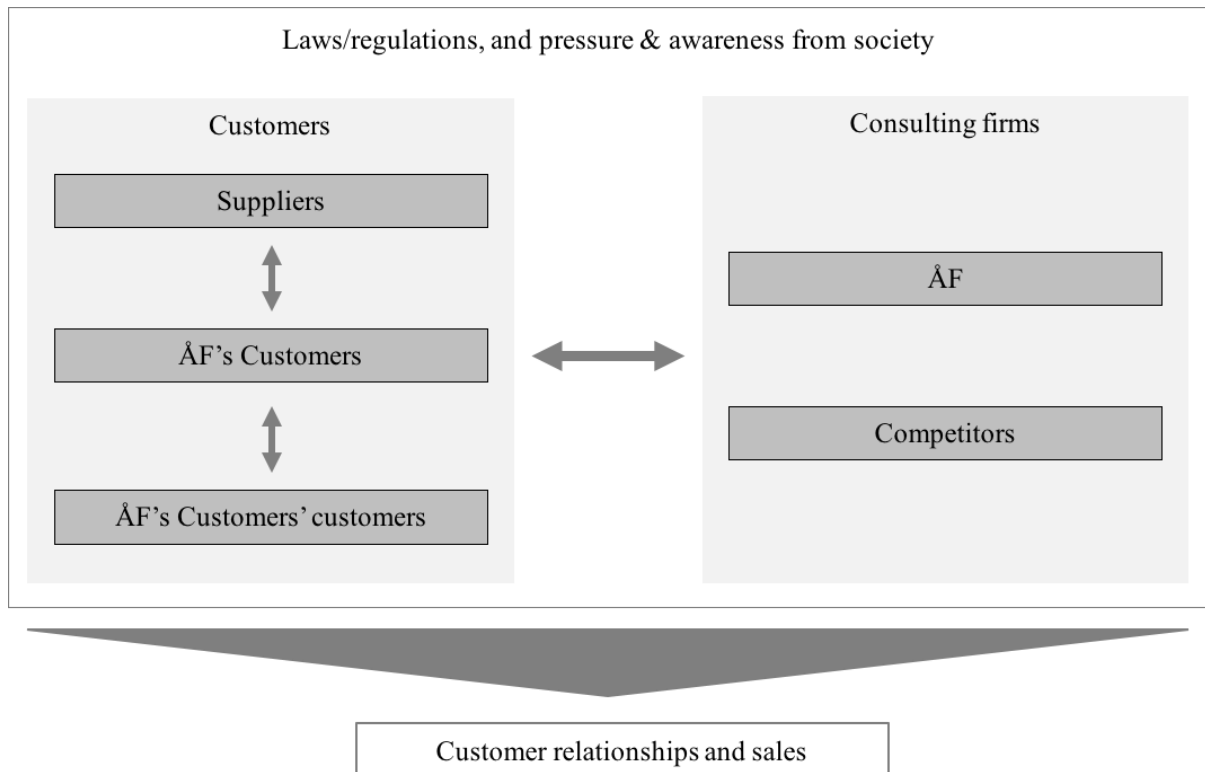 Laws/regulations, and pressure & awareness from society
Customers
Suppliers
ÅF’s Customers
ÅF’s Customers’ customers
Consulting firms
ÅF
Competitors
Customer relationships and sales